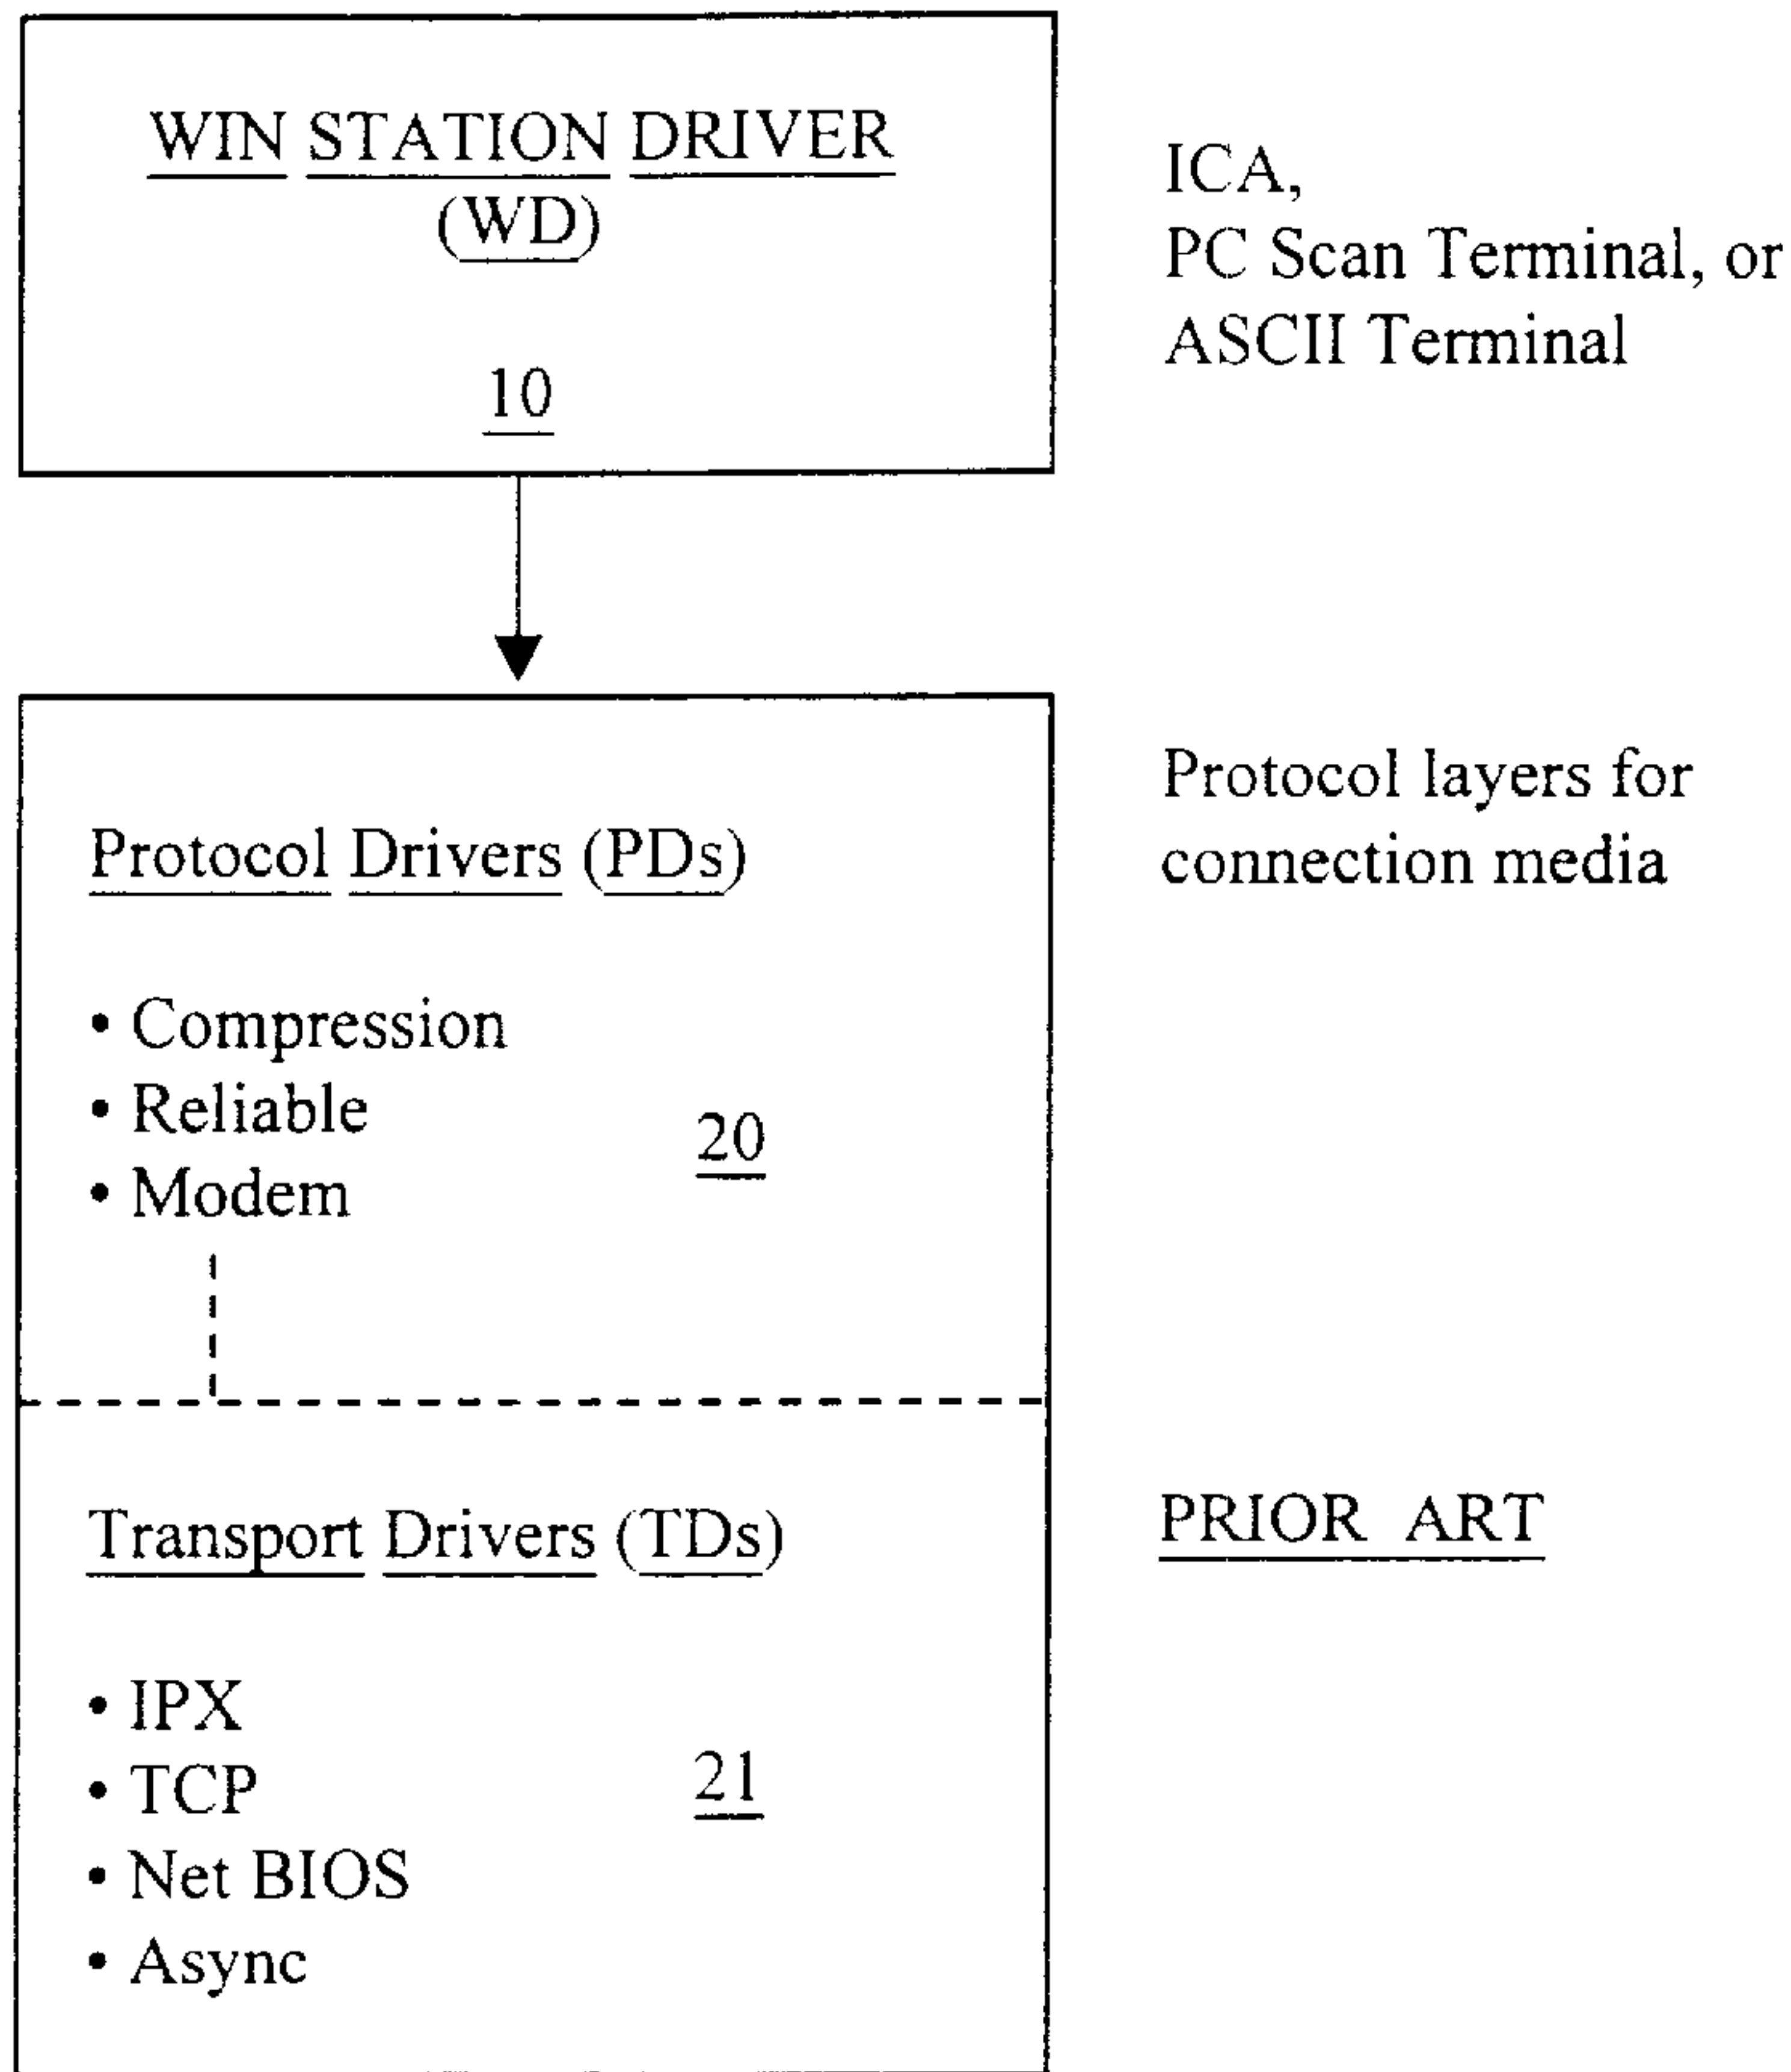 WIN STATION DRIVER
(WD)
10
ICA,
PC Scan Terminal, or
ASCII Terminal
Protocol Drivers (PDs)
• Compression
• Reliable
• Modem
20
Protocol layers for
connection media
Transport Drivers (TDs)
• IPX
• TCP
• Net BIOS
• Async
21
PRIOR ART